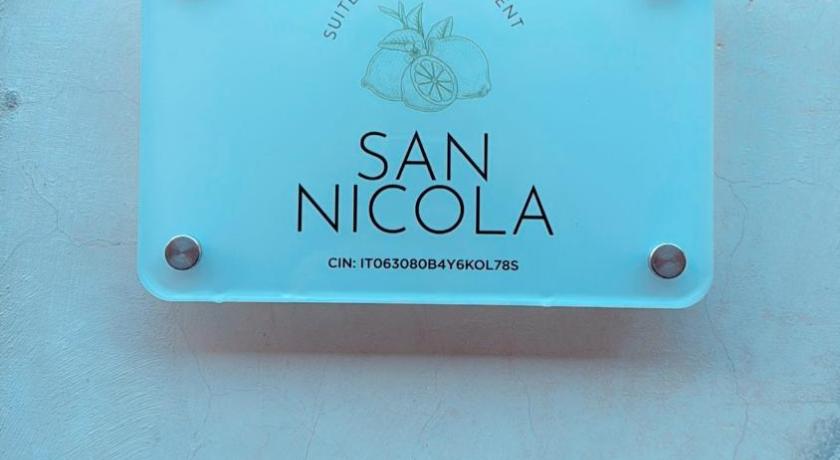 SUITE
SAN
NICOLA
CIN: IT063080B4Y6KOL78S